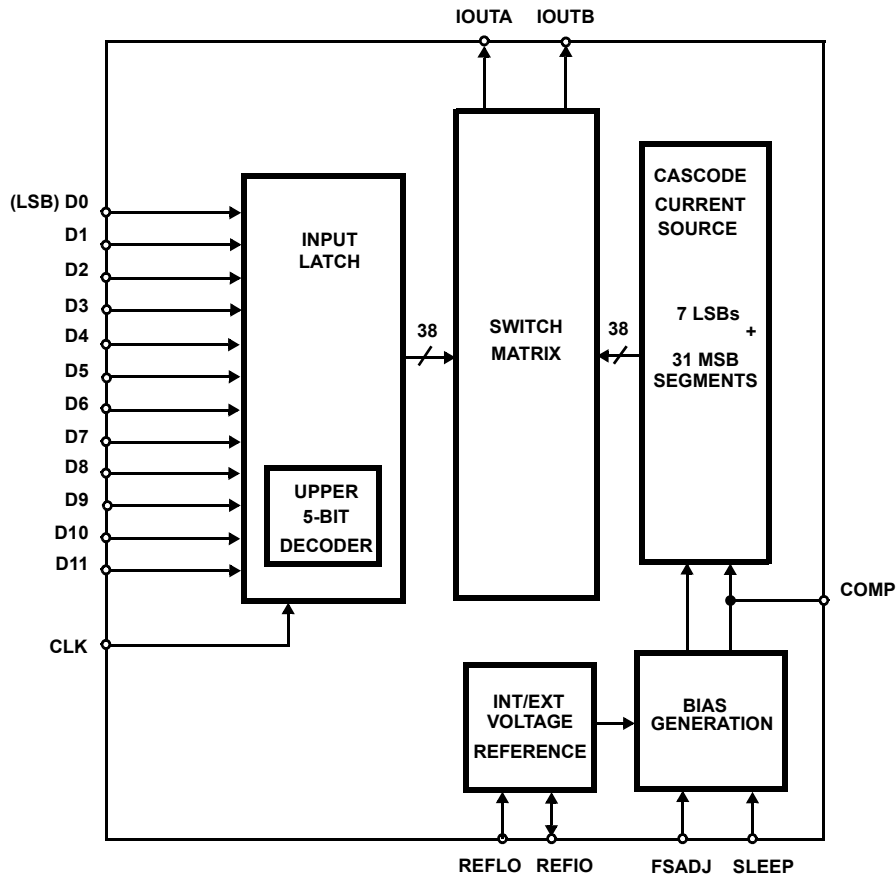 IOUTA IOUTB
(LSB) D0
D1
D2
D3
D4
D5
D6
D7
D8
D9
D10
D11
CLK
INPUT
LATCH
UPPER
5-BIT
DECODER
38
SWITCH
MATRIX
38
CASCODE
CURRENT
SOURCE
7 LSBs
+
31 MSB
SEGMENTS
COMP
INT/EXT
VOLTAGE
REFERENCE
BIAS
GENERATION
REFLO REFIO FSADJ SLEEP